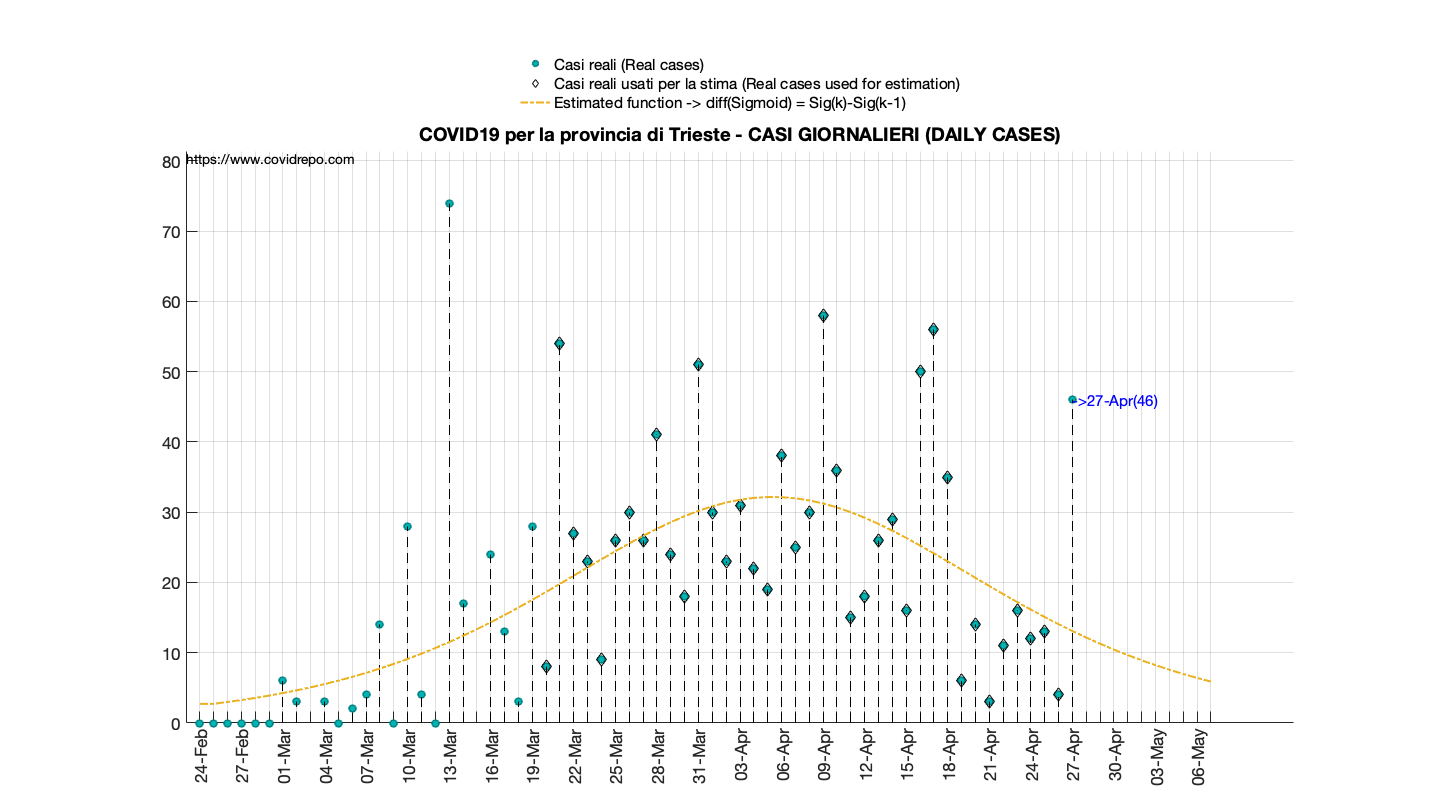 Casi reali (Real cases)
Casi reali usati per la stima (Real cases used for estimation)
Estimated function -> diff(Sigmoid) = Sig(k)-Sig(k-1)
COVID19 per la provincia di Trieste - CASI GIORNALIERI (DAILY CASES)
https://www.covidrepo.com
80
70
60
50
40
30
20
10
0
->27-Apr(46)
24-Feb
27-Feb
01-Mar
04-Mar
07-Mar
10-Mar
13-Mar
16-Mar
19-Mar
22-Mar
25-Mar
28-Mar
31-Mar
03-Apr
06-Apr
09-Apr
12-Apr
15-Apr
18-Apr
21-Apr
24-Apr
27-Apr
30-Apr
03-May
06-May